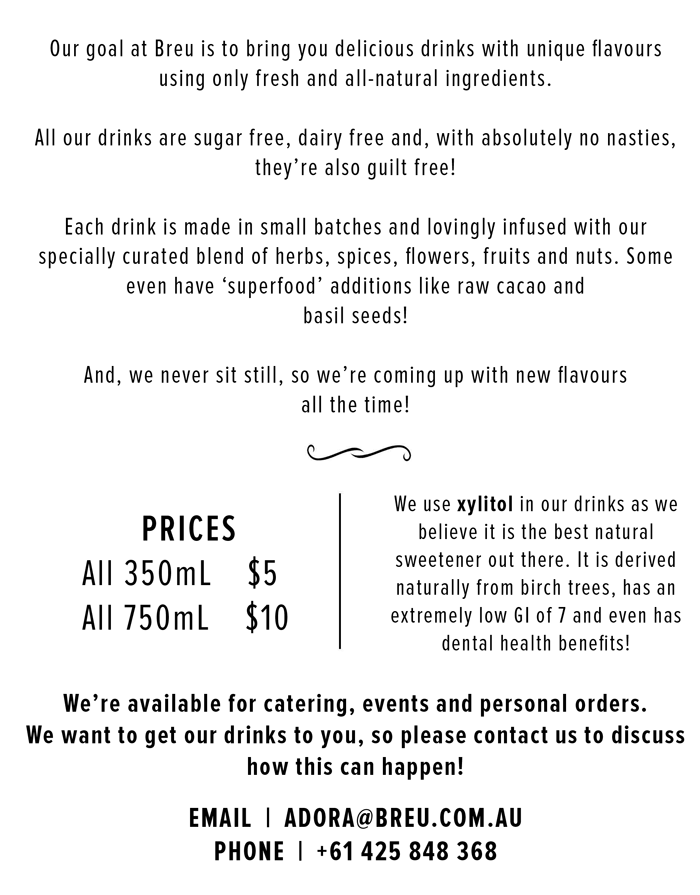 Our goal at Breu is to bring you delicious drinks with unique flavours
using only fresh and all-natural ingredients.
All our drinks are sugar free, dairy free and, with absolutely no nasties,
they're also guilt free!
Each drink is made in small batches and lovingly infused with our
specially curated blend of herbs, spices, flowers, fruits and nuts. Some
even have ‘superfood’ additions like raw cacao and
basil seeds!
And, we never sit still, so we’re coming up with new flavours
all the time!
PRICES
All 350mL $5
All 750mL $10
We use xylitol in our drinks as we
believe it is the best natural
sweetener out there. It is derived
naturally from birch trees, has an
extremely low GI of 7 and even has
dental health benefits!
We’re available for catering, events and personal orders.
We want to get our drinks to you, so please contact us to discuss
how this can happen!
EMAIL | ADORA@BREU.COM.AU
PHONE | +61 425 848 368